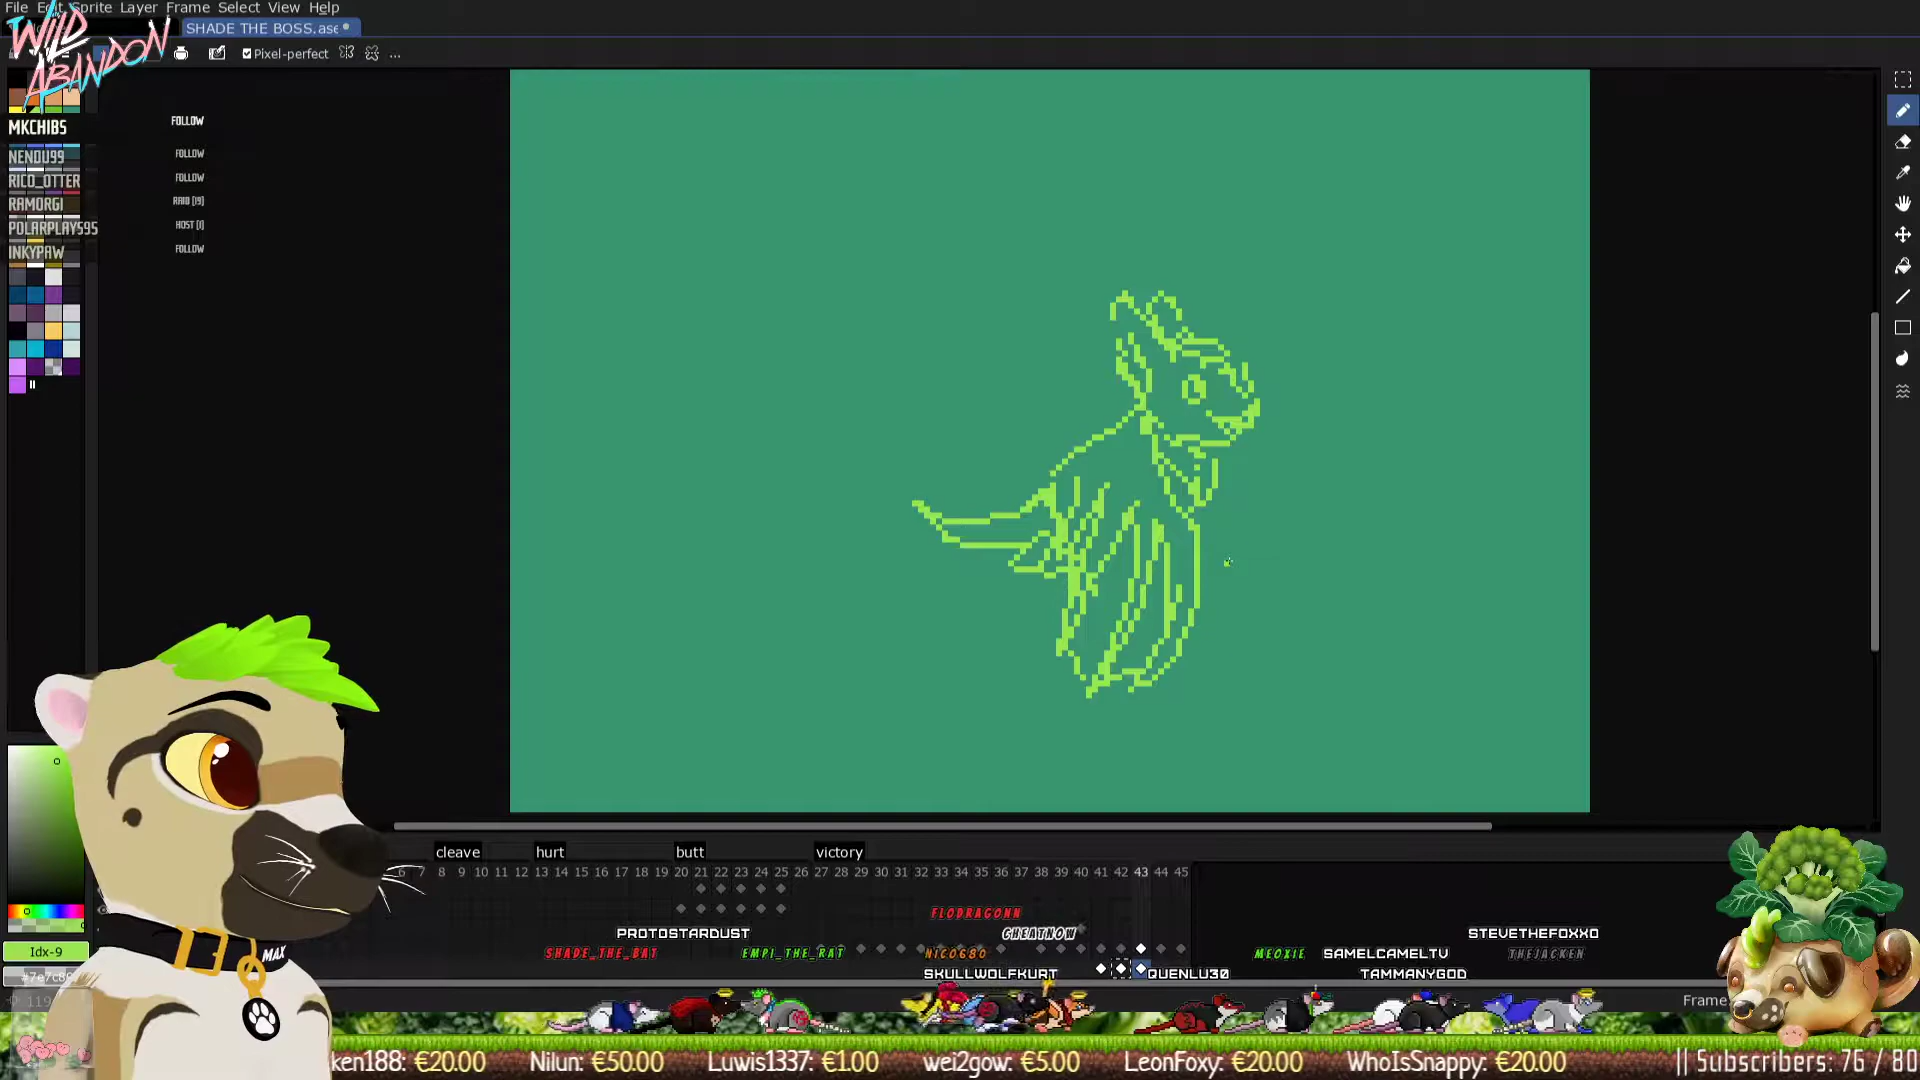 File Edit Sprite Layer Frame Select View Help
WILD ABANDON
SHADE THE BOSS.ase
Pixel-perfect
...
MKCHIBS FOLLOW
NENDU99 FOLLOW
RICO_OTTER FOLLOW
RAMORGI RAID [19]
POLARPLAY595 HOST [1]
INKYPAW FOLLOW
Idx-9
MAX
cleave hurt butt victory
6 7 8 9 10 11 12 13 14 15 16 17 18 19 20 21 22 23 24 25 26 27 28 29 30 31 32 33 34 35 36 37 38 39 40 41 42 43 44 45
FLODRAGONN
PROTOSTARDUST CHEATNOW STEVETHEFOXXO
SHADE_THE_BAT EMPI_THE_RAT NICO680 MEOXIE SAMELCAMELTV THEJACKEN
SKULLWOLFKURT QUENLU30 TAMMANYGOD
Frame
ken188: €20.00 Nilun: €50.00 Luwis1337: €1.00 wei2gow: €5.00 LeonFoxy: €20.00 WhoIsSnappy: €20.00 || Subscribers: 76 / 80